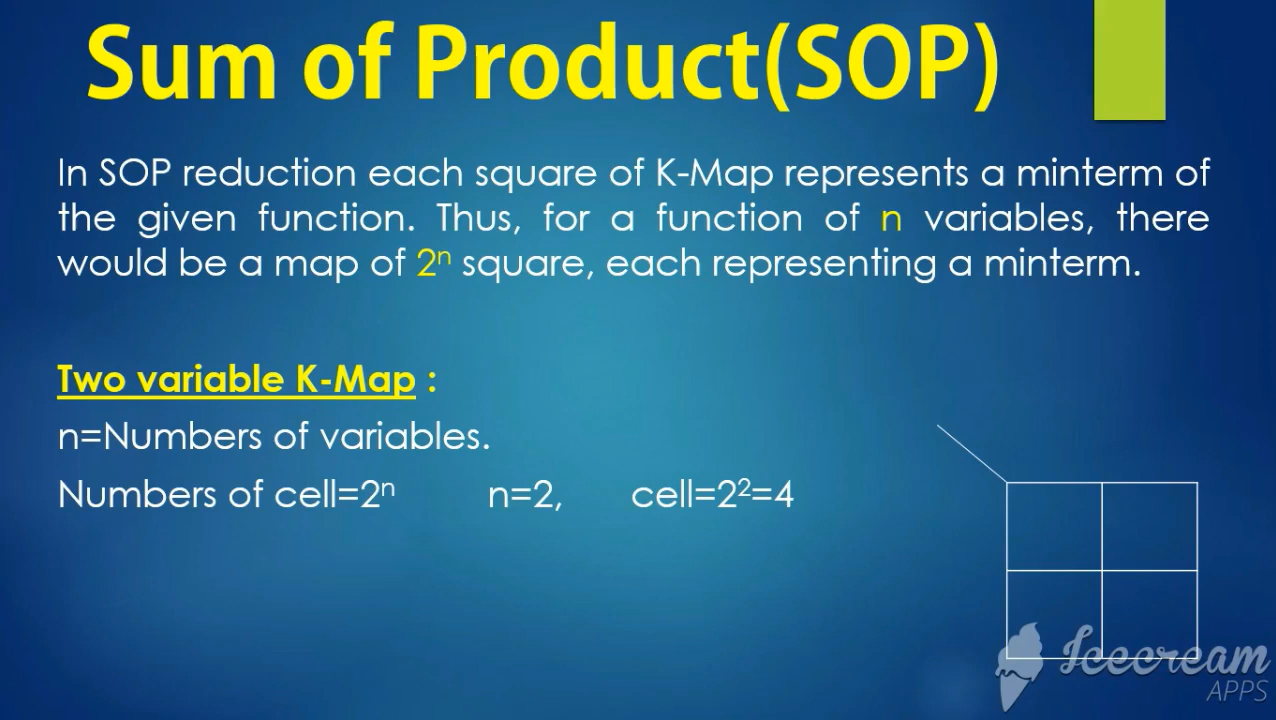 Sum of Product(SOP)
In SOP reduction each square of K-Map represents a minterm of
the given function. Thus, for a function of n variables, there
would be a map of 2ⁿ square, each representing a minterm.
Two variable K-Map :
n=Numbers of variables.
Numbers of cell=2ⁿ n=2, cell=2²=4
Icecream
APPS